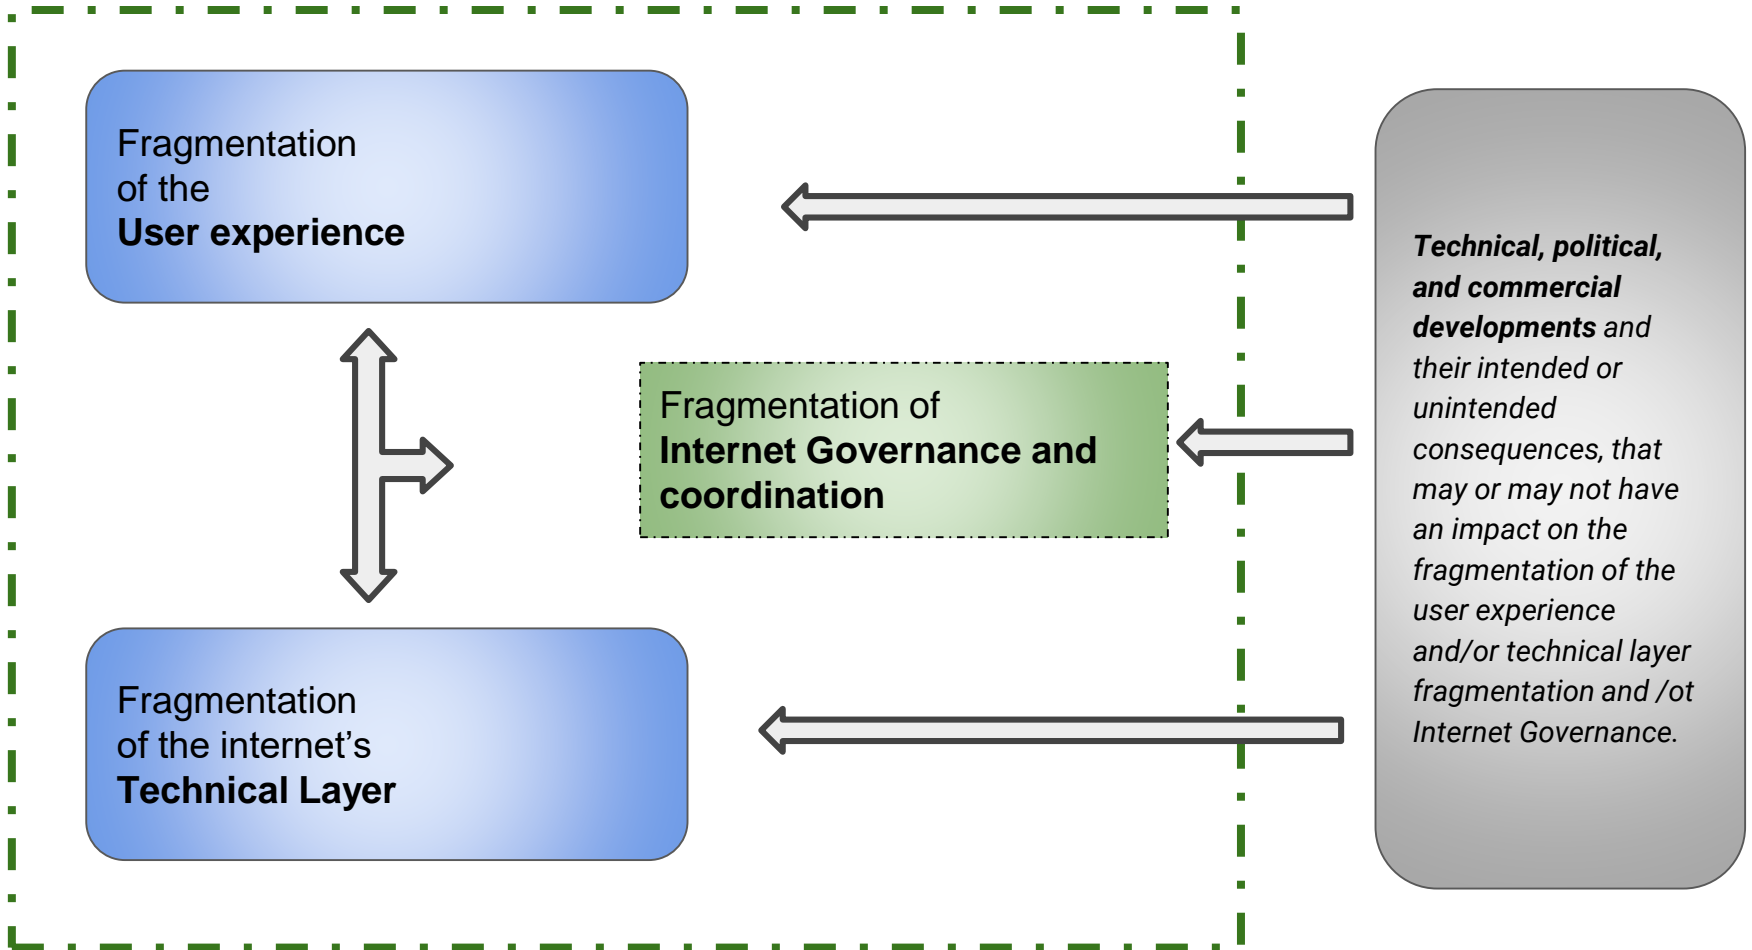 Fragmentation
of the
User experience
Fragmentation of
Internet Governance and
coordination
Fragmentation
of the internet’s
Technical Layer
Technical, political,
and commercial
developments and
their intended or
unintended
consequences, that
may or may not have
an impact on the
fragmentation of the
user experience
and/or technical layer
fragmentation and /ot
Internet Governance.